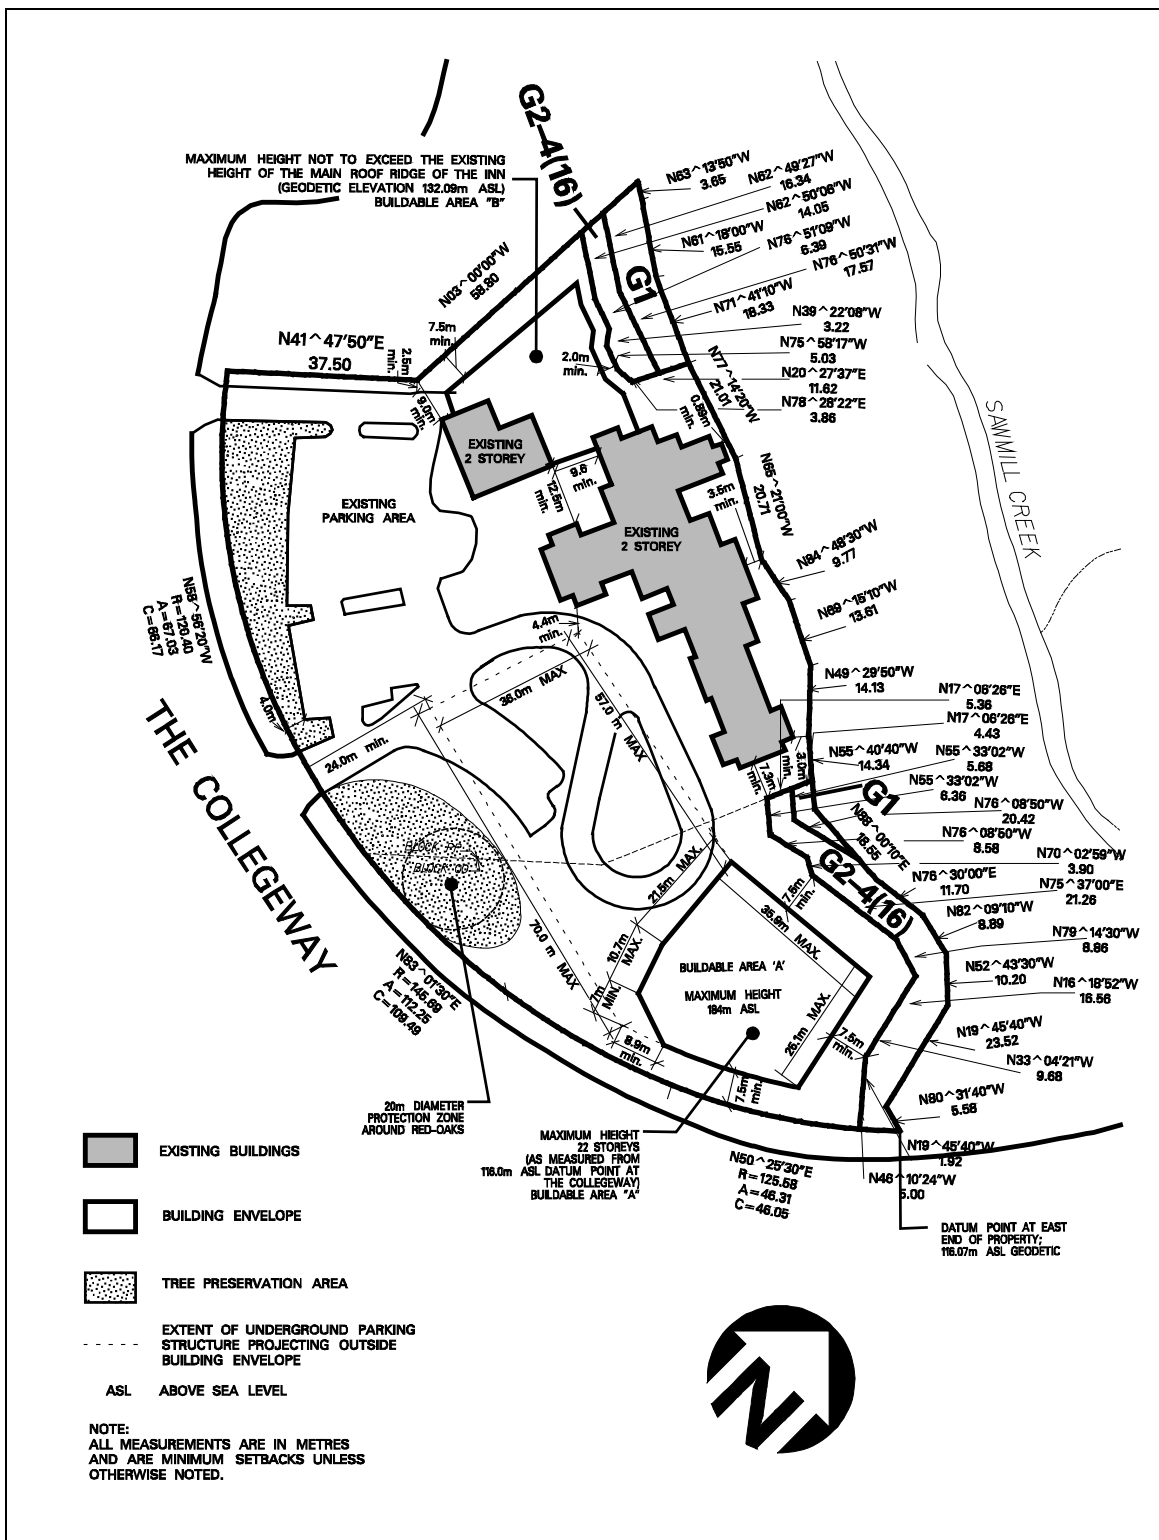 G2-4(16)
MAXIMUM HEIGHT NOT TO EXCEED THE EXISTING
HEIGHT OF THE MAIN ROOF RIDGE OF THE INN
(GEODETIC ELEVATION 132.09m ASL)
BUILDABLE AREA "B"
N63^13'50"W
3.65
N62^49'27"W
16.34
N62^50'06"W
14.05
N61^18'00"W
15.55
N76^51'09"W
6.39
N76^50'31"W
17.57
N03^00'00"W
58.80
G1
N71^41'10"W
18.33
N39^22'08"W
3.22
N41^47'50"E
37.50
7.5m
min.
2.5m
min.
9.0m
min.
2.0m
min.
N75^58'17"W
5.03
N77^14'20"W
21.01
N20^27'37"E
11.62
N78^28'22"E
3.86
0.89m
min.
SAWMILL CREEK
EXISTING
2 STOREY
9.6
min.
12.5m
min.
N65^21'00"W
20.71
3.5m
min.
EXISTING
PARKING AREA
EXISTING
2 STOREY
N84^48'30"W
9.77
N69^15'10"W
13.61
N58^56'20"W
R=120.40
A=67.03
C=66.17
4.4m
min.
36.0m MAX
57.0 m MAX
N49^29'50"W
14.13
N17^06'26"E
5.36
N17^06'26"E
4.43
4.0m
24.0m min.
THE COLLEGEWAY
7.3m
min.
3.0m
min.
N55^40'40"W
14.34
N55^33'02"W
5.68
N55^33'02"W
6.36
G1
N76^08'50"W
20.42
N88^00'10"E
18.55
N76^08'50"W
8.58
N70^02'59"W
3.90
G2-4(16)
N76^30'00"E
11.70
N75^37'00"E
21.26
21.5m MAX.
7.5m
min.
35.9m MAX.
N82^09'10"W
8.89
N79^14'30"W
8.86
10.7m
MAX.
70.0 m MAX
BUILDABLE AREA 'A'
MAXIMUM HEIGHT
184m ASL
N52^43'30"W
10.20
N16^18'52"W
16.56
N83^01'30"E
R=145.69
A=112.25
C=109.49
7m
MIN.
26.1m MAX.
8.9m
min.
7.5m
min.
7.5m
min.
N19^45'40"W
23.52
N33^04'21"W
9.68
N80^31'40"W
5.58
20m DIAMETER
PROTECTION ZONE
AROUND RED-OAKS
MAXIMUM HEIGHT
22 STOREYS
(AS MEASURED FROM
116.0m ASL DATUM POINT AT
THE COLLEGEWAY)
BUILDABLE AREA "A"
N50^25'30"E
R=125.58
A=46.31
C=46.05
N19^45'40"W
1.92
N46^10'24"W
5.00
DATUM POINT AT EAST
END OF PROPERTY;
116.07m ASL GEODETIC
EXISTING BUILDINGS
BUILDING ENVELOPE
TREE PRESERVATION AREA
EXTENT OF UNDERGROUND PARKING
STRUCTURE PROJECTING OUTSIDE
BUILDING ENVELOPE
ASL ABOVE SEA LEVEL
NOTE:
ALL MEASUREMENTS ARE IN METRES
AND ARE MINIMUM SETBACKS UNLESS
OTHERWISE NOTED.
N